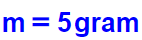 m = 5gram